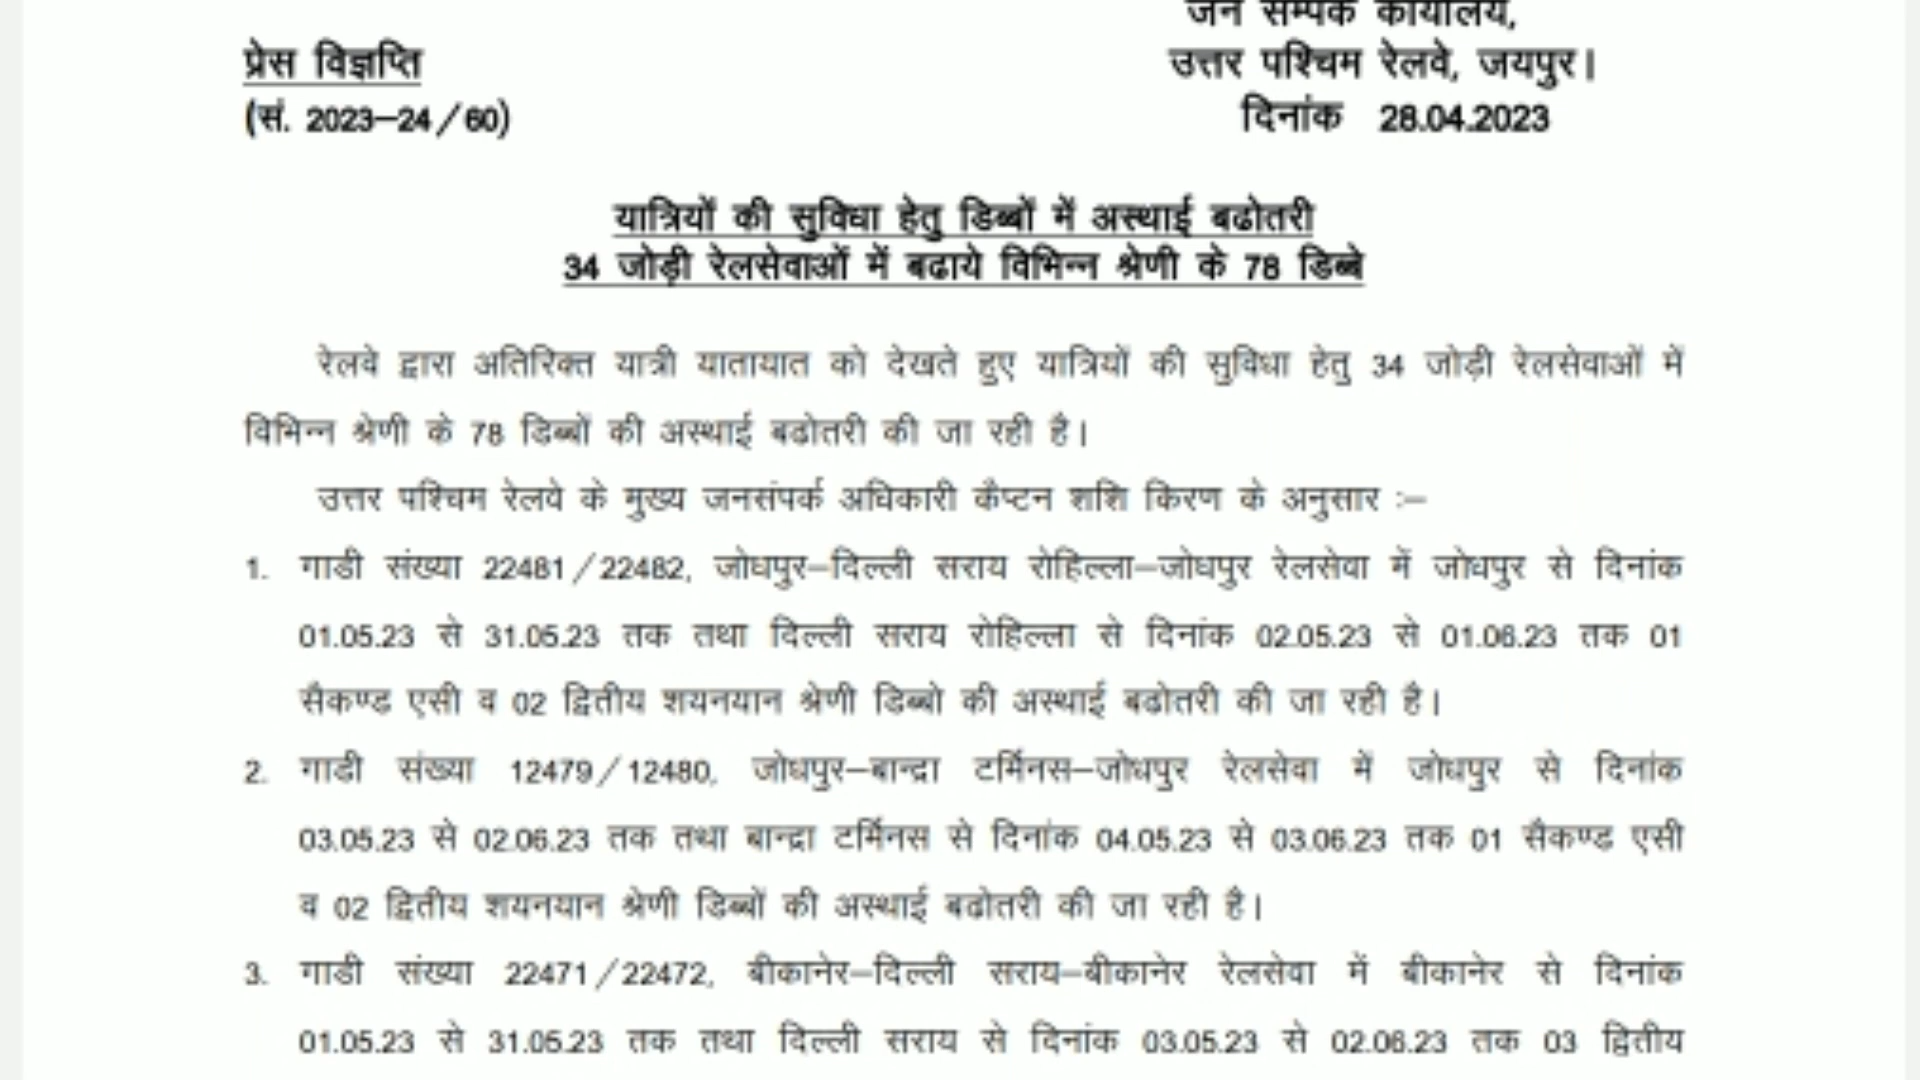 जन सम्पर्क कार्यालय,
प्रेस विज्ञप्ति
उत्तर पश्चिम रेलवे, जयपुर।
(सं. 2023–24/60)
दिनांक 28.04.2023
यात्रियों की सुविधा हेतु डिब्बों में अस्थाई बढोतरी
34 जोड़ी रेलसेवाओं में बढाये विभिन्न श्रेणी के 78 डिब्बे
रेलवे द्वारा अतिरिक्त यात्री यातायात को देखते हुए यात्रियों की सुविधा हेतु 34 जोड़ी रेलसेवाओं में
विभिन्न श्रेणी के 78 डिब्बों की अस्थाई बढोतरी की जा रही है।
उत्तर पश्चिम रेलवे के मुख्य जनसंपर्क अधिकारी कैप्टन शशि किरण के अनुसार :–
1. गाडी संख्या 22481/22482, जोधपुर–दिल्ली सराय रोहिल्ला–जोधपुर रेलसेवा में जोधपुर से दिनांक
01.05.23 से 31.05.23 तक तथा दिल्ली सराय रोहिल्ला से दिनांक 02.05.23 से 01.06.23 तक 01
सैकण्ड एसी व 02 द्वितीय शयनयान श्रेणी डिब्बो की अस्थाई बढोतरी की जा रही है।
2. गाडी संख्या 12479/12480, जोधपुर–बान्द्रा टर्मिनस–जोधपुर रेलसेवा में जोधपुर से दिनांक
03.05.23 से 02.06.23 तक तथा बान्द्रा टर्मिनस से दिनांक 04.05.23 से 03.06.23 तक 01 सैकण्ड एसी
व 02 द्वितीय शयनयान श्रेणी डिब्बों की अस्थाई बढोतरी की जा रही है।
3. गाडी संख्या 22471/22472, बीकानेर–दिल्ली सराय–बीकानेर रेलसेवा में बीकानेर से दिनांक
01.05.23 से 31.05.23 तक तथा दिल्ली सराय से दिनांक 03.05.23 से 02.06.23 तक 03 द्वितीय